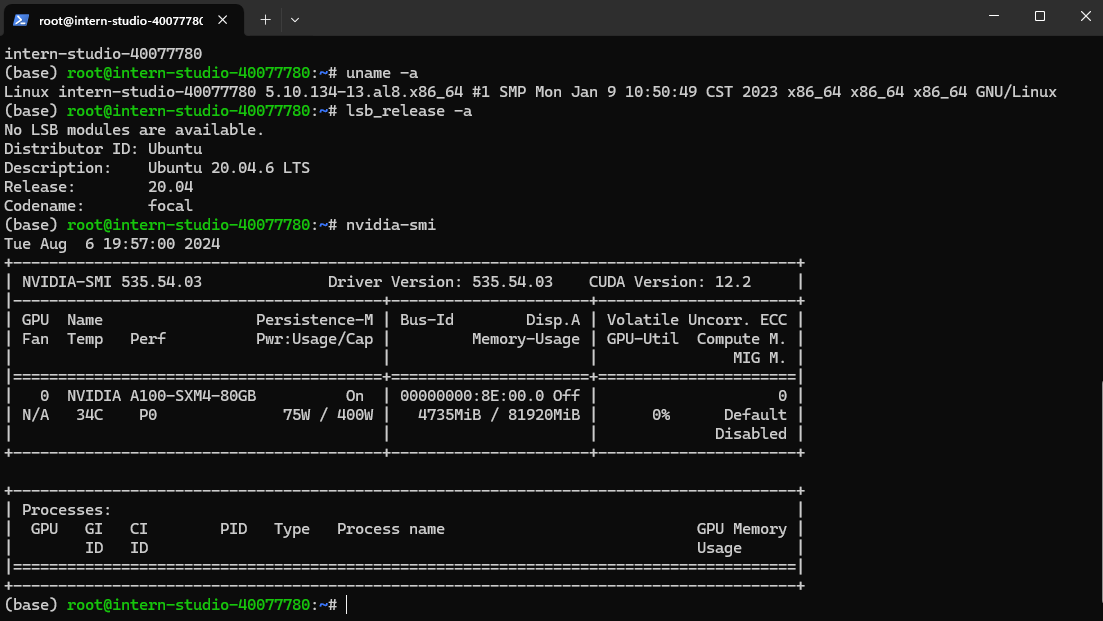 root@intern-studio-4007778(
intern-studio-40077780
(base) root@intern-studio-40077780:~# uname -a
Linux intern-studio-40077780 5.10.134-13.al8.x86_64 #1 SMP Mon Jan 9 10:50:49 CST 2023 x86_64 x86_64 x86_64 GNU/Linux
(base) root@intern-studio-40077780:~# lsb_release -a
No LSB modules are available.
Distributor ID: Ubuntu
Description:    Ubuntu 20.04.6 LTS
Release:        20.04
Codename:       focal
(base) root@intern-studio-40077780:~# nvidia-smi
Tue Aug  6 19:57:00 2024
+---------------------------------------------------------------------------------------+
| NVIDIA-SMI 535.54.03              Driver Version: 535.54.03    CUDA Version: 12.2     |
|-----------------------------------------+----------------------+----------------------+
| GPU  Name                 Persistence-M | Bus-Id        Disp.A | Volatile Uncorr. ECC |
| Fan  Temp   Perf          Pwr:Usage/Cap |         Memory-Usage | GPU-Util  Compute M. |
|                                         |                      |               MIG M. |
|=========================================+======================+======================|
|   0  NVIDIA A100-SXM4-80GB          On  | 00000000:8E:00.0 Off |                    0 |
| N/A   34C    P0              75W / 400W |   4735MiB / 81920MiB |      0%      Default |
|                                         |                      |             Disabled |
+-----------------------------------------+----------------------+----------------------+
+---------------------------------------------------------------------------------------+
| Processes:                                                                            |
|  GPU   GI   CI        PID   Type   Process name                            GPU Memory |
|        ID   ID                                                             Usage      |
|=======================================================================================|
+---------------------------------------------------------------------------------------+
(base) root@intern-studio-40077780:~#